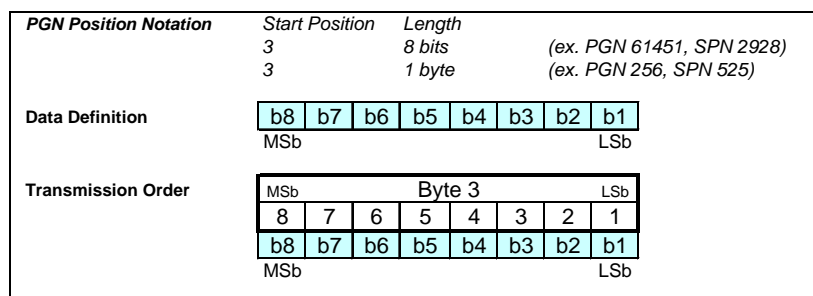 PGN Position Notation Start Position Length
3 8 bits (ex. PGN 61451, SPN 2928)
3 1 byte (ex. PGN 256, SPN 525)
Data Definition b8 b7 b6 b5 b4 b3 b2 b1
MSb LSb
Transmission Order MSb Byte 3 LSb
8 7 6 5 4 3 2 1
b8 b7 b6 b5 b4 b3 b2 b1
MSb LSb